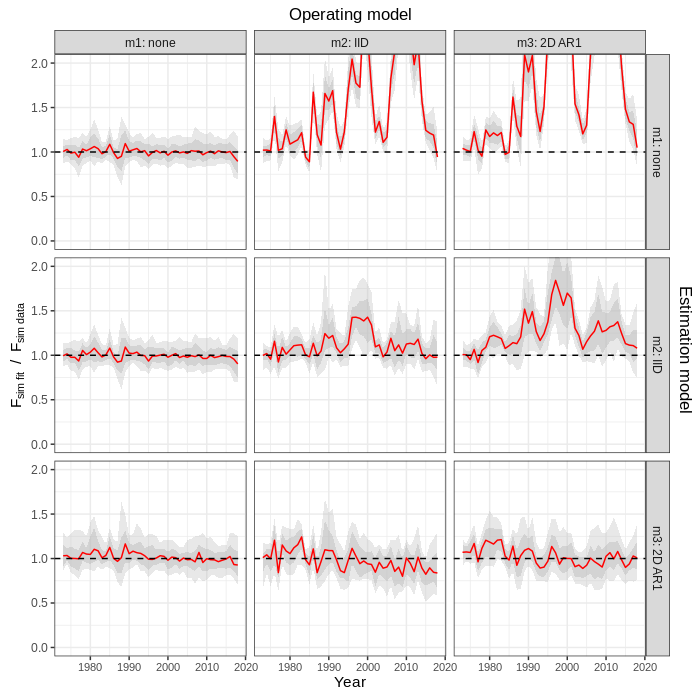 Operating model
m1: none m2: IID m3: 2D AR1
2.0
1.5
1.0
0.5
0.0
m1: none
2.0
1.5
1.0
0.5
0.0
m2: IID
2.0
1.5
1.0
0.5
0.0
m3: 2D AR1
F sim fit / F sim data
Estimation model
1980 1990 2000 2010 2020 1980 1990 2000 2010 2020 1980 1990 2000 2010 2020
Year